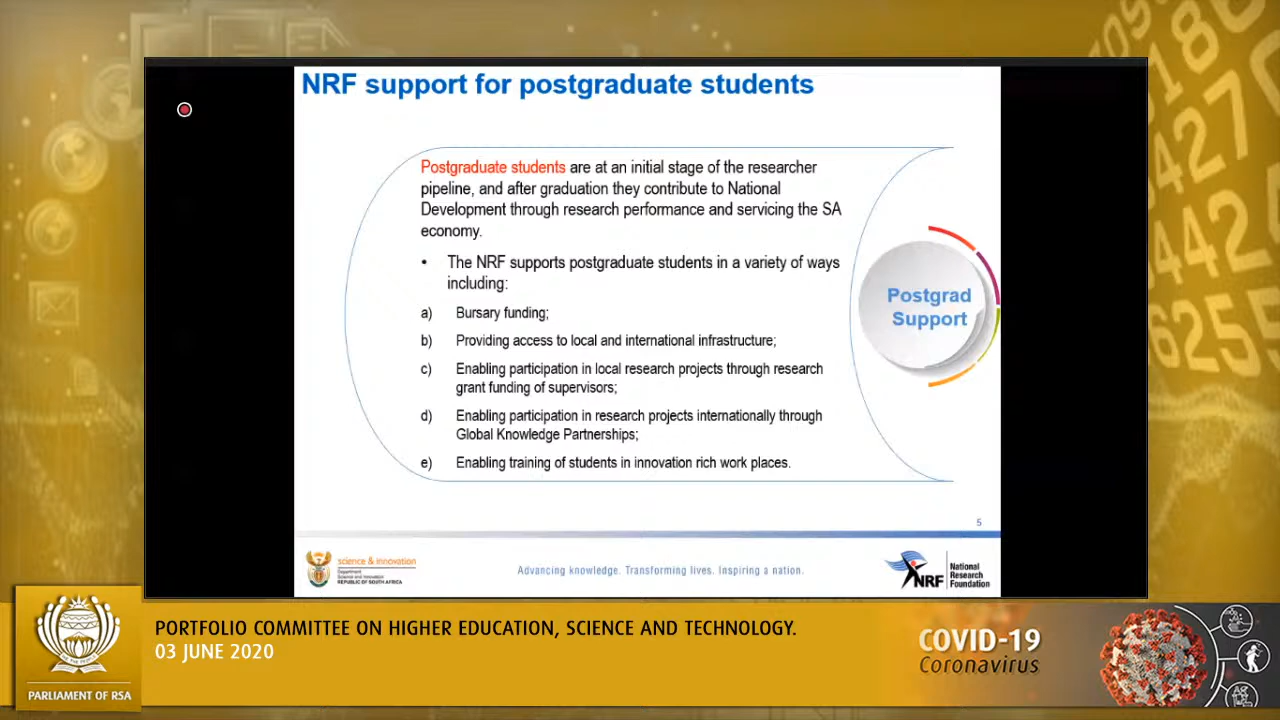 NRF support for postgraduate students
Postgraduate students are at an initial stage of the researcher
pipeline, and after graduation they contribute to National
Development through research performance and servicing the SA
economy.
• The NRF supports postgraduate students in a variety of ways
including:
a) Bursary funding;
b) Providing access to local and international infrastructure;
c) Enabling participation in local research projects through research
grant funding of supervisors;
d) Enabling participation in research projects internationally through
Global Knowledge Partnerships;
e) Enabling training of students in innovation rich work places.
Postgrad
Support
5
science & innovation
Department:
Science and Innovation
REPUBLIC OF SOUTH AFRICA
Advancing knowledge. Transforming lives. Inspiring a nation.
NRF
National
Research
Foundation
PORTFOLIO COMMITTEE ON HIGHER EDUCATION, SCIENCE AND TECHNOLOGY.
03 JUNE 2020
PARLIAMENT OF RSA
COVID-19
Coronavirus